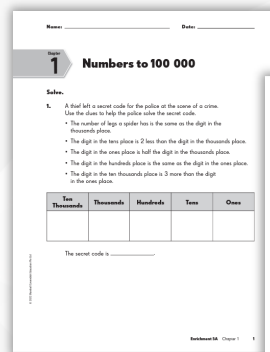 Name: Date:
Chapter
1 Numbers to 100 000
Solve.
1. A thief left a secret code for the police at the scene of a crime.
Use the clues to help the police solve the secret code.
• The number of legs a spider has is the same as the digit in the
thousands place.
• The digit in the tens place is 2 less than the digit in the thousands place.
• The digit in the ones place is half the digit in the thousands place.
• The digit in the hundreds place is the same as the digit in the ones place.
• The digit in the ten thousands place is 3 more than the digit
in the ones place.
Ten
Thousands Thousands Hundreds Tens Ones
The secret code is .
Enrichment 5A Chapter 1 1